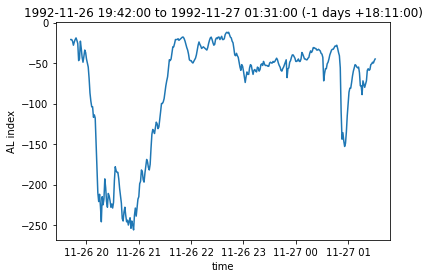 1992-11-26 19:42:00 to 1992-11-27 01:31:00 (-1 days +18:11:00)
0
−50
−100
−150
−200
−250
AL index
11-26 20 11-26 21 11-26 22 11-26 23 11-27 00 11-27 01
time